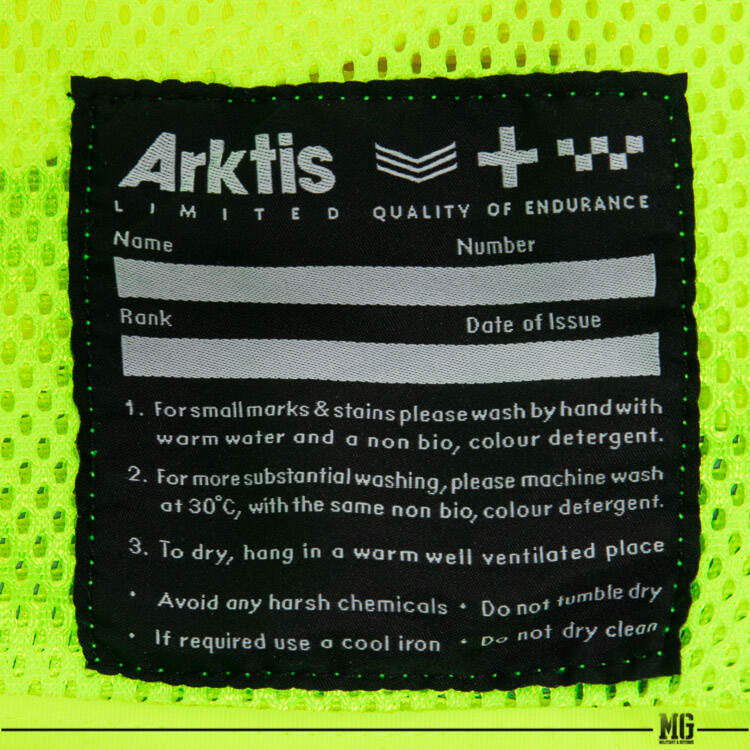 Arktis
LIMITED QUALITY OF ENDURANCE
Name Number
Rank Date of Issue
1. For small marks & stains please wash by hand with
warm water and a non bio, colour detergent.
2. For more substantial washing, please machine wash
at 30°C, with the same non bio, colour detergent.
3. To dry, hang in a warm well ventilated place
• Avoid any harsh chemicals • Do not tumble dry
• If required use a cool iron • Do not dry clean
MG